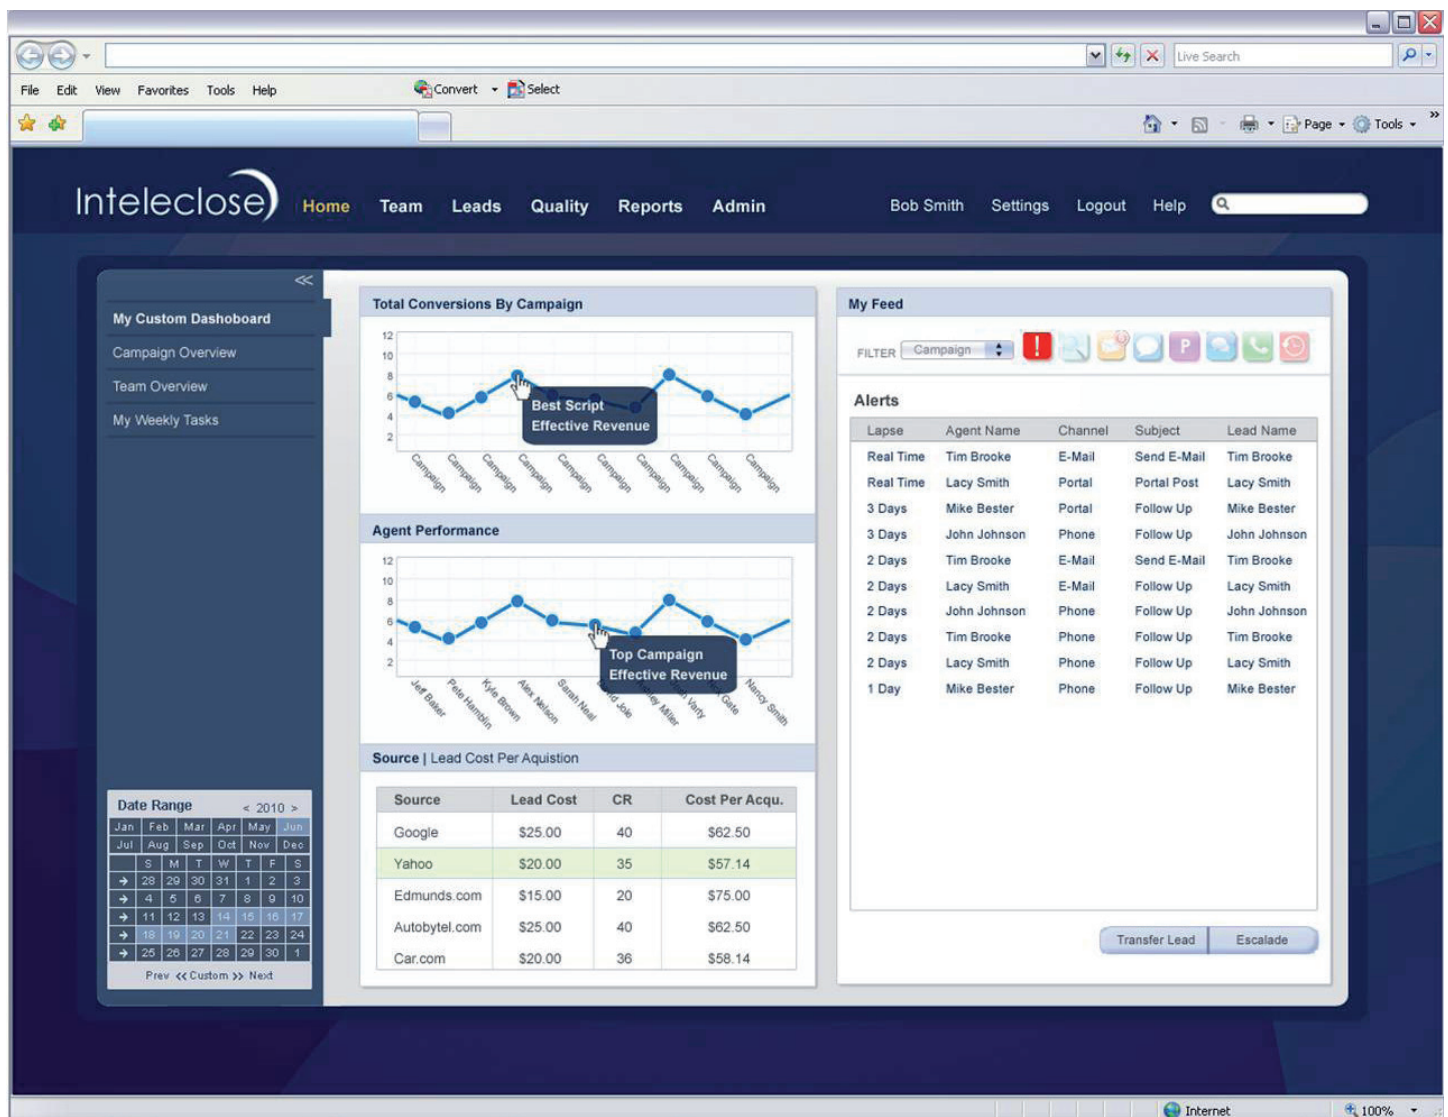 Live Search
File Edit View Favorites Tools Help
Convert Select
Page Tools »
Inteleclose
Home Team Leads Quality Reports Admin
Bob Smith Settings Logout Help
<<
My Custom Dashoboard
Campaign Overview
Team Overview
My Weekly Tasks
Date Range < 2010 >
Jan Feb Mar Apr May Jun
Jul Aug Sep Oct Nov Dec
S M T W T F S
28 29 30 31 1 2 3
4 5 6 7 8 9 10
11 12 13 14 15 16 17
18 19 20 21 22 23 24
25 26 27 28 29 30 1
Prev << Custom >> Next
Total Conversions By Campaign
12
10
8
6
4
2
Best Script
Effective Revenue
Campaign Campaign Campaign Campaign Campaign Campaign Campaign Campaign Campaign Campaign
Agent Performance
12
10
8
6
4
2
Top Campaign
Effective Revenue
Jeff Baker Pete Hamblin Kyle Brown Alex Nelson Sarah Neal Jole Miller Varty Gate Nancy Smith
Source | Lead Cost Per Aquistion
Source Lead Cost CR Cost Per Acqu.
Google $25.00 40 $62.50
Yahoo $20.00 35 $57.14
Edmunds.com $15.00 20 $75.00
Autobytel.com $25.00 40 $62.50
Car.com $20.00 36 $58.14
My Feed
FILTER Campaign ! P
Alerts
Lapse Agent Name Channel Subject Lead Name
Real Time Tim Brooke E-Mail Send E-Mail Tim Brooke
Real Time Lacy Smith Portal Portal Post Lacy Smith
3 Days Mike Bester Portal Follow Up Mike Bester
3 Days John Johnson Phone Follow Up John Johnson
2 Days Tim Brooke E-Mail Send E-Mail Tim Brooke
2 Days Lacy Smith E-Mail Follow Up Lacy Smith
2 Days John Johnson Phone Follow Up John Johnson
2 Days Tim Brooke Phone Follow Up Tim Brooke
2 Days Lacy Smith Phone Follow Up Lacy Smith
1 Day Mike Bester Phone Follow Up Mike Bester
Transfer Lead Escalade
Internet 100%